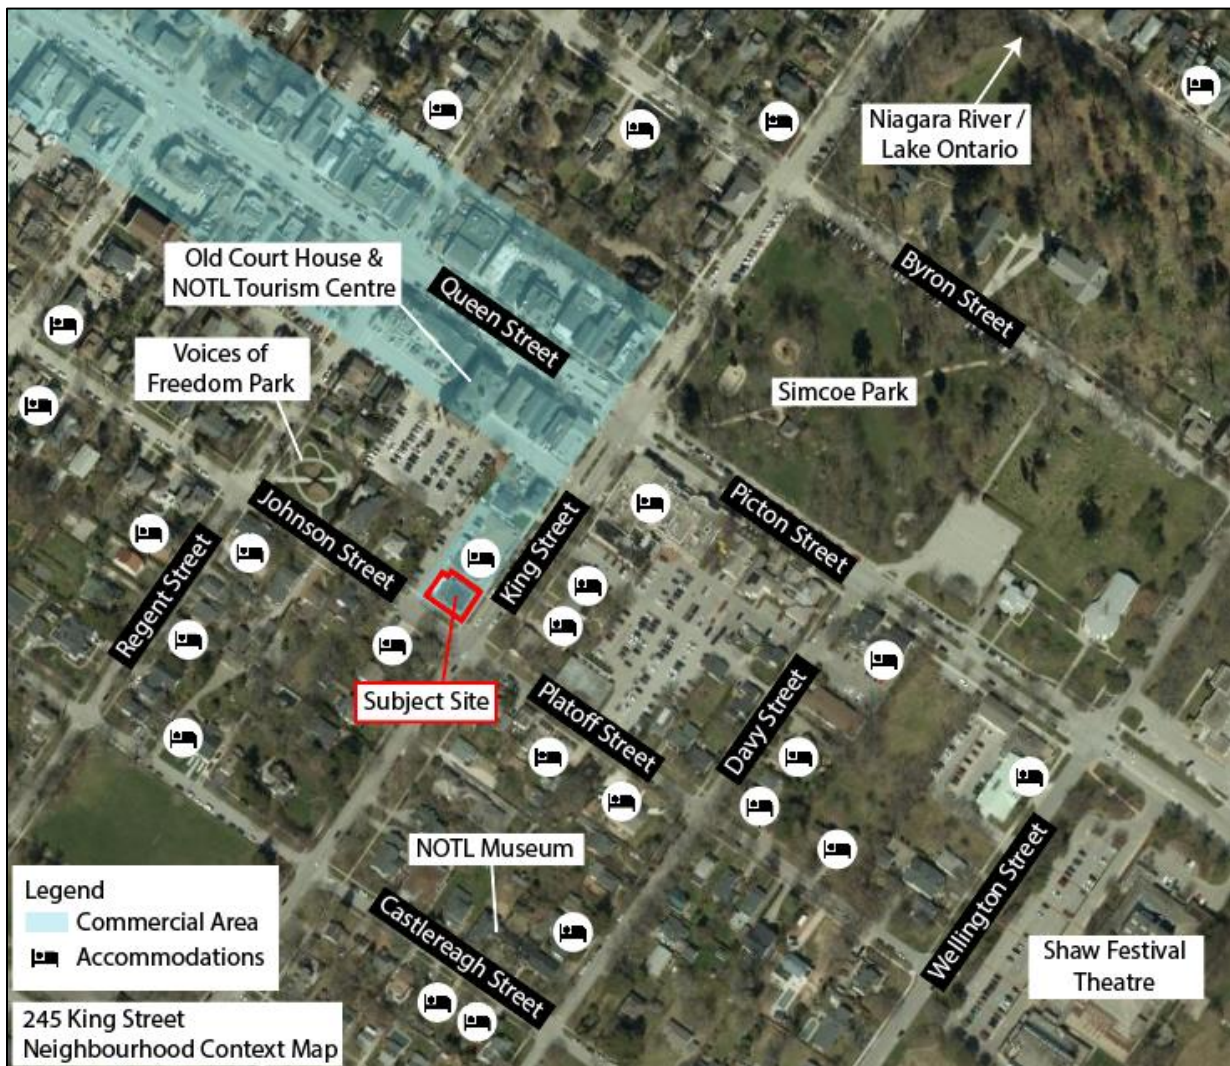 Niagara River /
Lake Ontario
Old Court House &
NOTL Tourism Centre
Queen Street
Byron Street
Voices of
Freedom Park
Simcoe Park
Johnson Street
King Street
Picton Street
Regent Street
Subject Site
Platoff Street
Davy Street
NOTL Museum
Castlereagh Street
Wellington Street
Shaw Festival
Theatre
Legend
Commercial Area
Accommodations
245 King Street
Neighbourhood Context Map